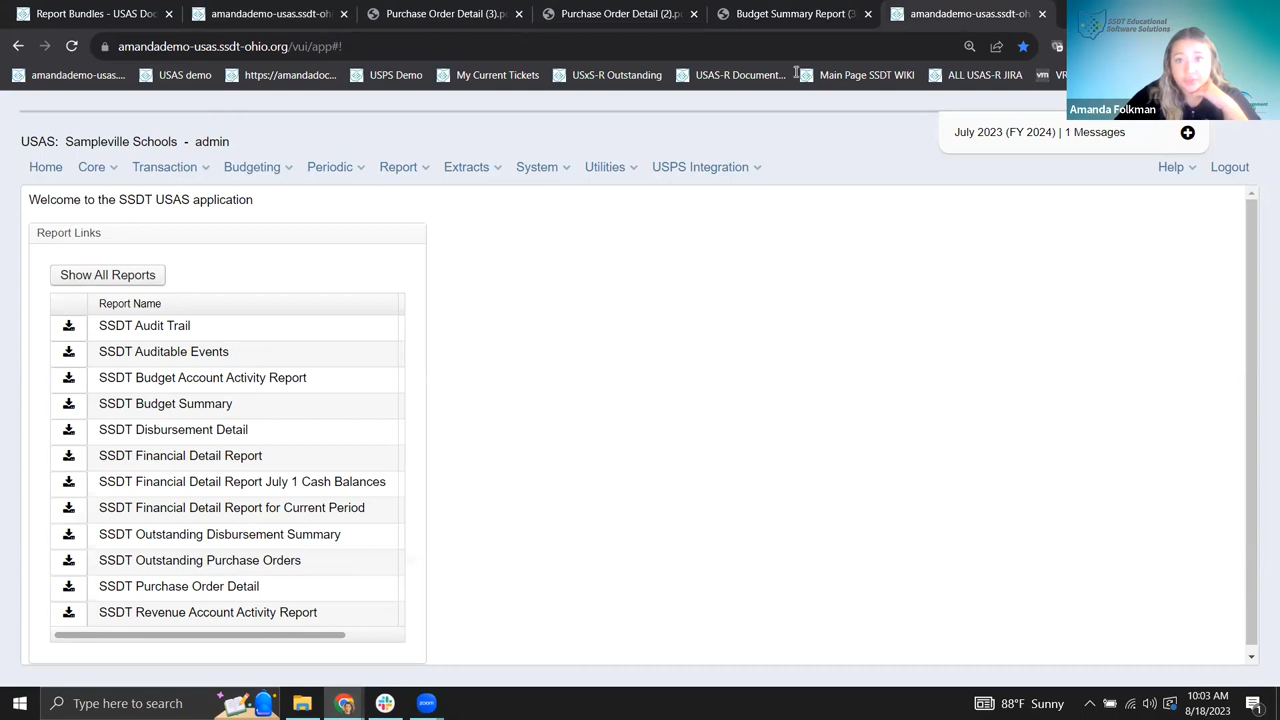 Report Bundles - USAS Doc
amandademo-usas.ssdt-oh
Purchase Order Detail (3).p
Purchase Order Detail (2).p
Budget Summary Report (3
amandademo-usas.ssdt-oh
amandademo-usas.ssdt-ohio.org/vui/app#!
amandademo-usas....
USAS demo
https://amandadoc...
USPS Demo
My Current Tickets
USxS-R Outstanding
USAS-R Document...
Main Page SSDT WIKI
ALL USAS-R JIRA
SSDT Educational
Software Solutions
Amanda Folkman
USAS: Sampleville Schools - admin
July 2023 (FY 2024) | 1 Messages
Home Core Transaction Budgeting Periodic Report Extracts System Utilities USPS Integration Help Logout
Welcome to the SSDT USAS application
Report Links
Show All Reports
Report Name
SSDT Audit Trail
SSDT Auditable Events
SSDT Budget Account Activity Report
SSDT Budget Summary
SSDT Disbursement Detail
SSDT Financial Detail Report
SSDT Financial Detail Report July 1 Cash Balances
SSDT Financial Detail Report for Current Period
SSDT Outstanding Disbursement Summary
SSDT Outstanding Purchase Orders
SSDT Purchase Order Detail
SSDT Revenue Account Activity Report
Type here to search
zoom
88°F Sunny
10:03 AM
8/18/2023
1